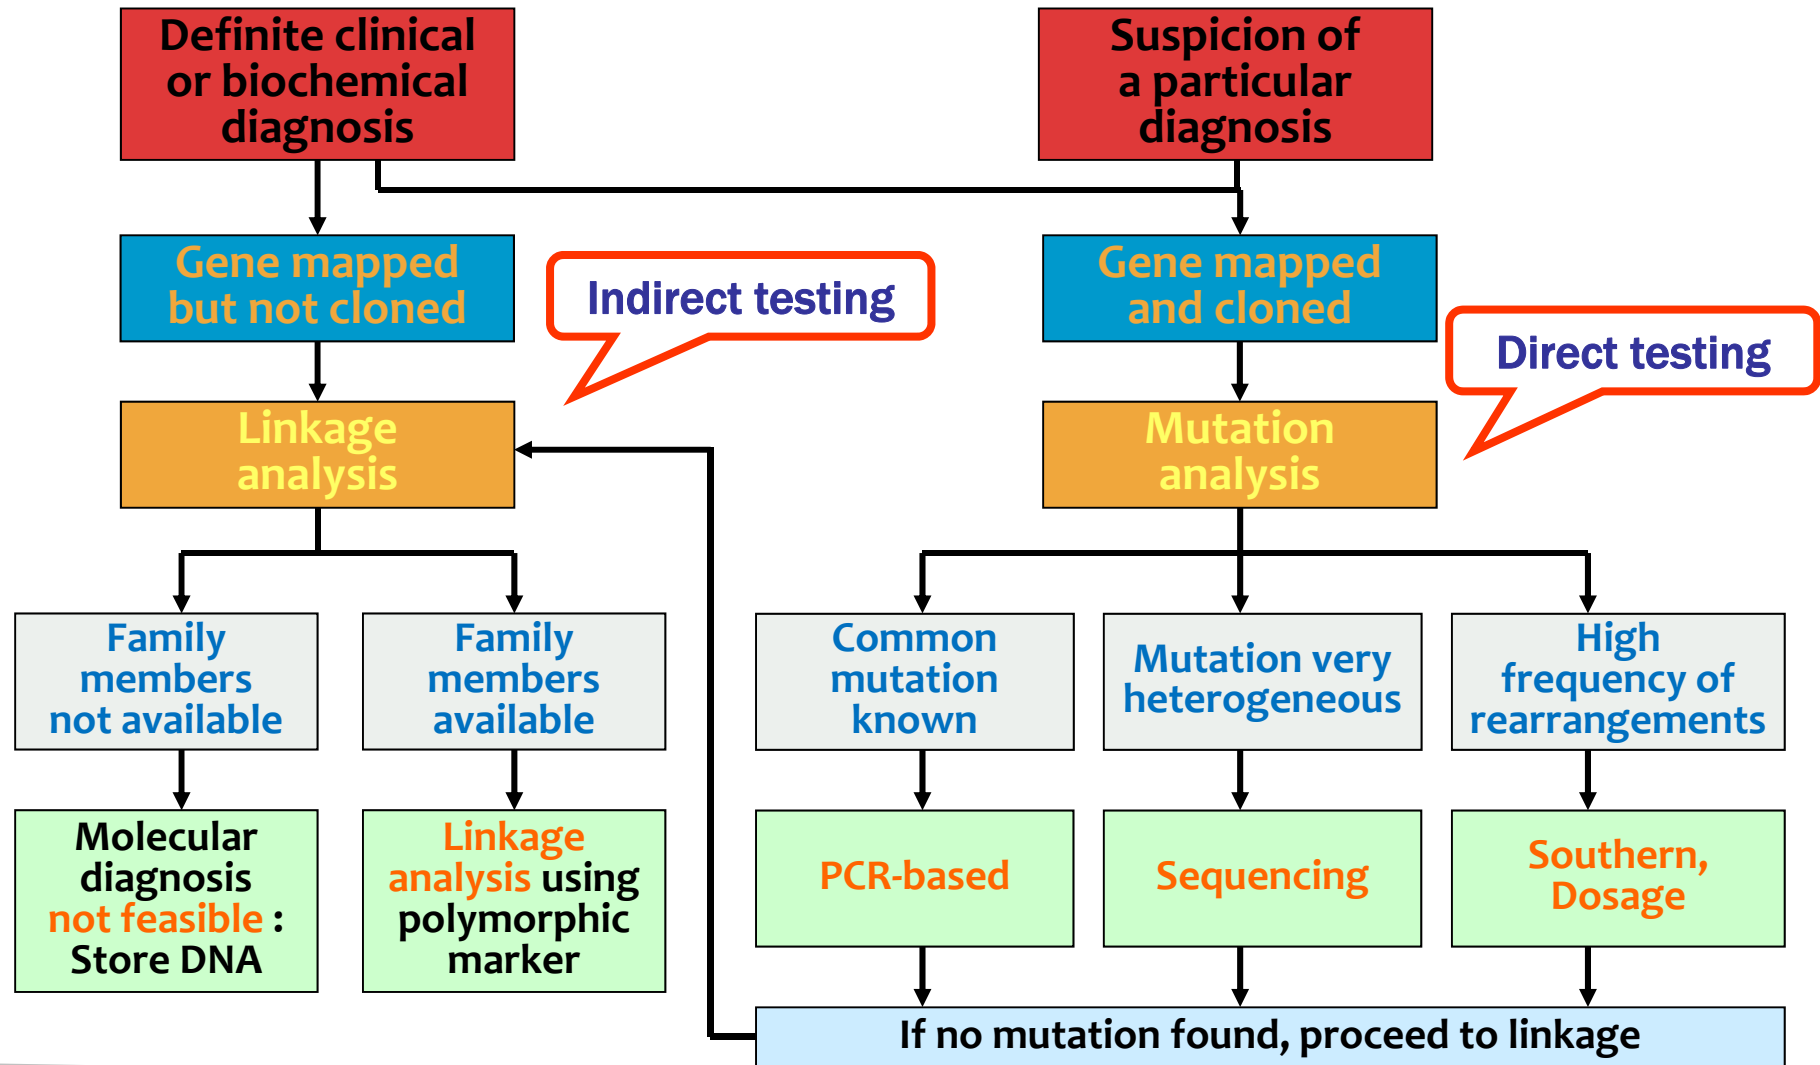 Definite clinical
or biochemical
diagnosis
Suspicion of
a particular
diagnosis
Gene mapped
but not cloned
Indirect testing
Gene mapped
and cloned
Direct testing
Linkage
analysis
Mutation
analysis
Family
members
not available
Family
members
available
Common
mutation
known
Mutation very
heterogeneous
High
frequency of
rearrangements
Molecular
diagnosis
not feasible :
Store DNA
Linkage
analysis using
polymorphic
marker
PCR-based
Sequencing
Southern,
Dosage
If no mutation found, proceed to linkage